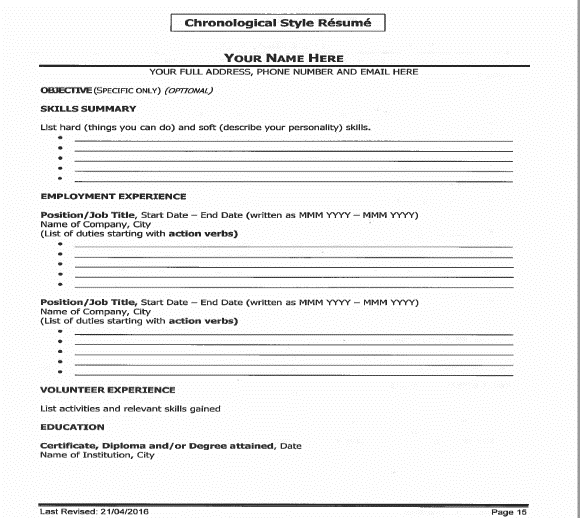 Chronological Style Résumé
YOUR NAME HERE
YOUR FULL ADDRESS, PHONE NUMBER AND EMAIL HERE
OBJECTIVE (SPECIFIC ONLY) (OPTIONAL)
SKILLS SUMMARY
List hard (things you can do) and soft (describe your personality) skills.
EMPLOYMENT EXPERIENCE
Position/Job Title, Start Date – End Date (written as MMM YYYY – MMM YYYY)
Name of Company, City
(List of duties starting with action verbs)
Position/Job Title, Start Date – End Date (written as MMM YYYY – MMM YYYY)
Name of Company, City
(List of duties starting with action verbs)
VOLUNTEER EXPERIENCE
List activities and relevant skills gained
EDUCATION
Certificate, Diploma and/or Degree attained, Date
Name of Institution, City
Last Revised: 21/04/2016 Page 15